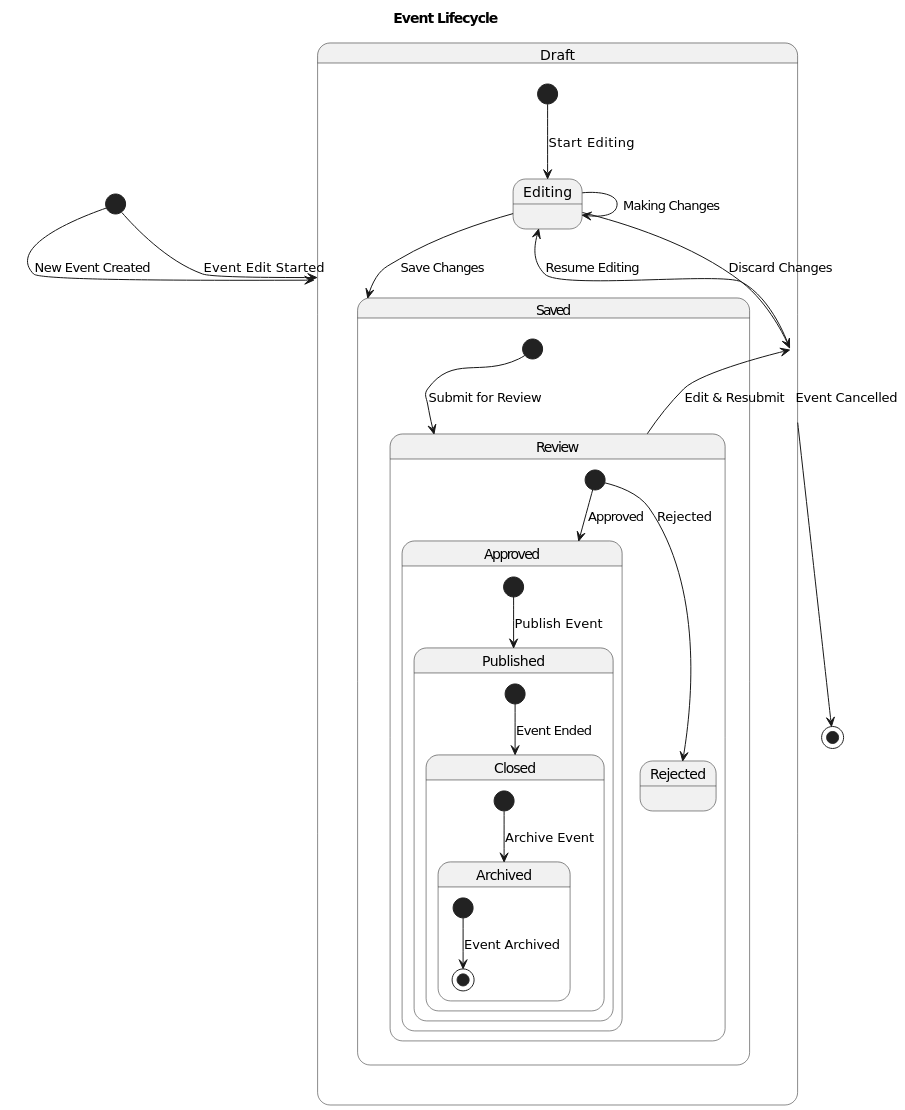 Event Lifecycle
Draft
Start Editing
Editing
Making Changes
New Event Created
Event Edit Started
Save Changes
Resume Editing
Discard Changes
Saved
Submit for Review
Edit & Resubmit
Event Cancelled
Review
Approved
Rejected
Approved
Publish Event
Published
Event Ended
Closed
Rejected
Archive Event
Archived
Event Archived